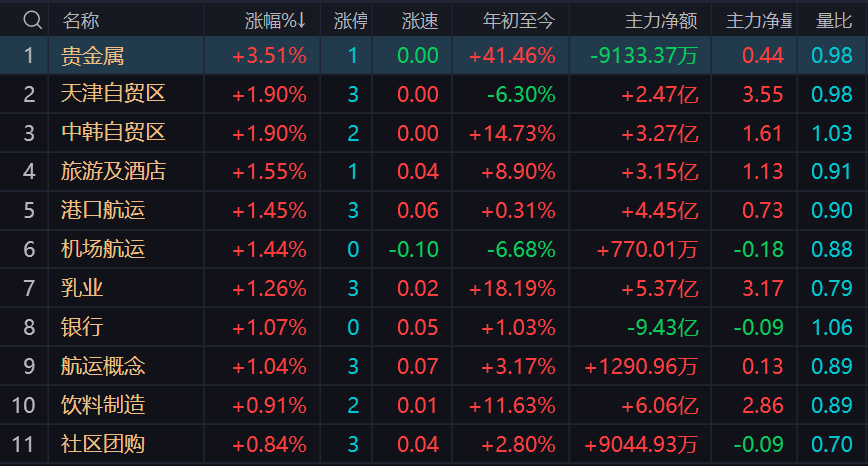 名称 涨幅%↓ 涨停 涨速 年初至今 主力净额 主力净量 量比
1 贵金属 +3.51% 1 0.00 +41.46% -9133.37万 0.44 0.98
2 天津自贸区 +1.90% 3 0.00 -6.30% +2.47亿 3.55 0.98
3 中韩自贸区 +1.90% 2 0.00 +14.73% +3.27亿 1.61 1.03
4 旅游及酒店 +1.55% 1 0.04 +8.90% +3.15亿 1.13 0.91
5 港口航运 +1.45% 3 0.06 +0.31% +4.45亿 0.73 0.90
6 机场航运 +1.44% 0 -0.10 -6.68% +770.01万 -0.18 0.88
7 乳业 +1.26% 3 0.02 +18.19% +5.37亿 3.17 0.79
8 银行 +1.07% 0 0.05 +1.03% -9.43亿 -0.09 1.06
9 航运概念 +1.04% 3 0.07 +3.17% +1290.96万 0.13 0.89
10 饮料制造 +0.91% 2 0.01 +11.63% +6.06亿 2.86 0.89
11 社区团购 +0.84% 3 0.04 +2.80% +9044.93万 -0.09 0.70